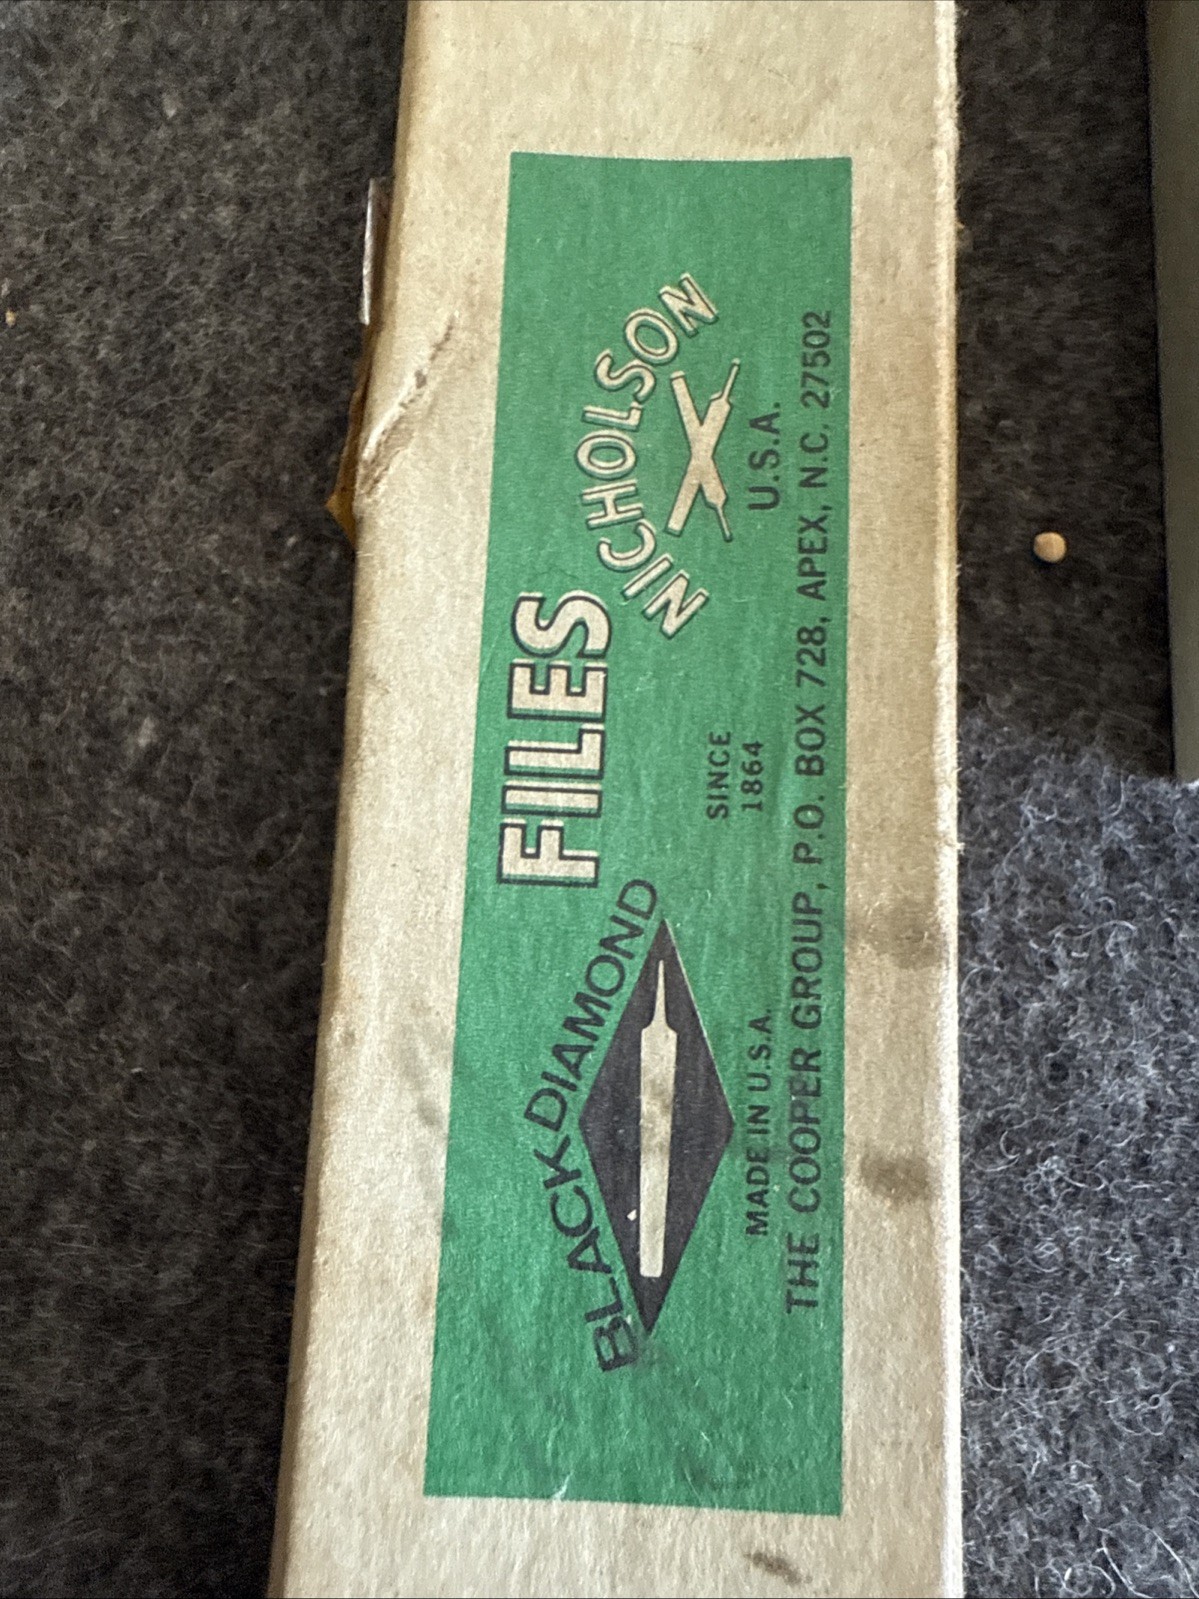 BLACK DIAMOND
FILES
NICHOLSON
U.S.A.
SINCE
1864
MADE IN U.S.A.
THE COOPER GROUP, P.O. BOX 728, APEX, N.C. 27502